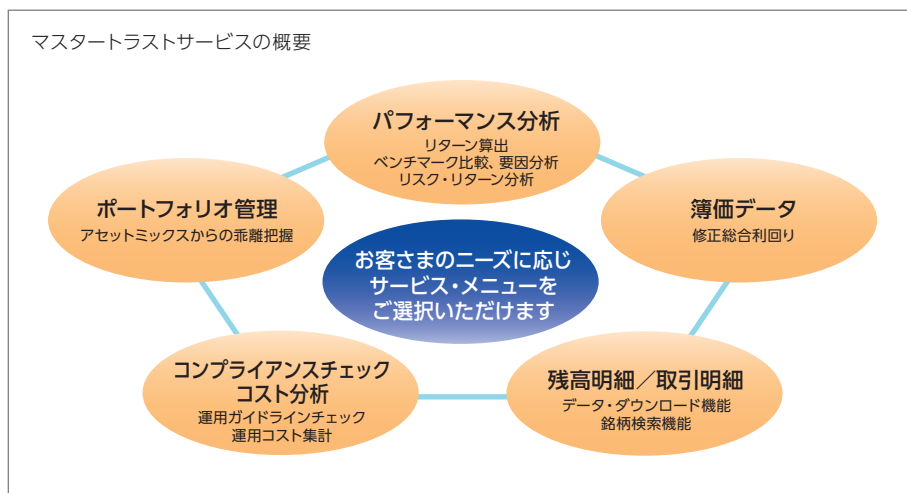 マスタートラストサービスの概要
パフォーマンス分析
リターン算出
ベンチマーク比較、要因分析
リスク・リターン分析
ポートフォリオ管理
アセットミックスからの乖離把握
簿価データ
修正総合利回り
お客さまのニーズに応じ
サービス・メニューを
ご選択いただけます
コンプライアンスチェック
コスト分析
運用ガイドラインチェック
運用コスト集計
残高明細／取引明細
データ・ダウンロード機能
銘柄検索機能